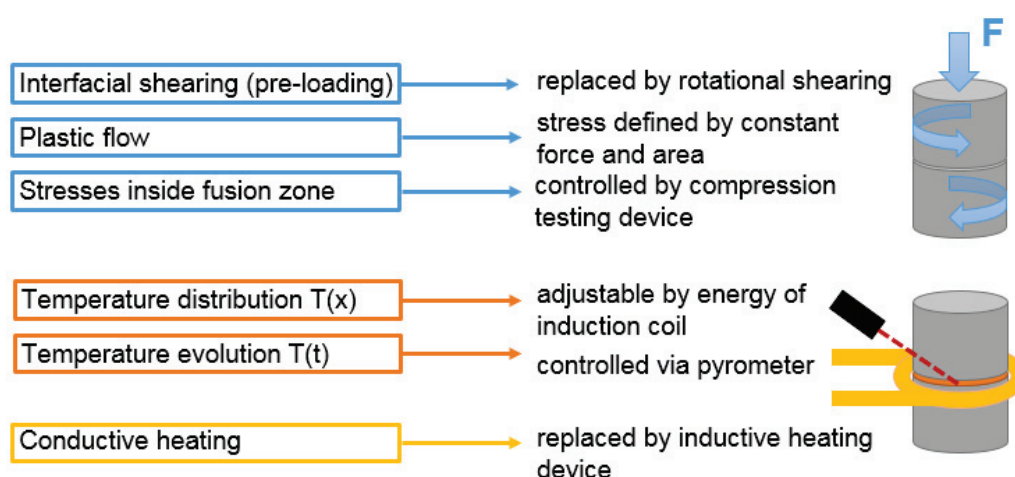 F
Interfacial shearing (pre-loading)
replaced by rotational shearing
Plastic flow
stress defined by constant
force and area
Stresses inside fusion zone
controlled by compression
testing device
Temperature distribution T(x)
adjustable by energy of
induction coil
Temperature evolution T(t)
controlled via pyrometer
Conductive heating
replaced by inductive heating
device